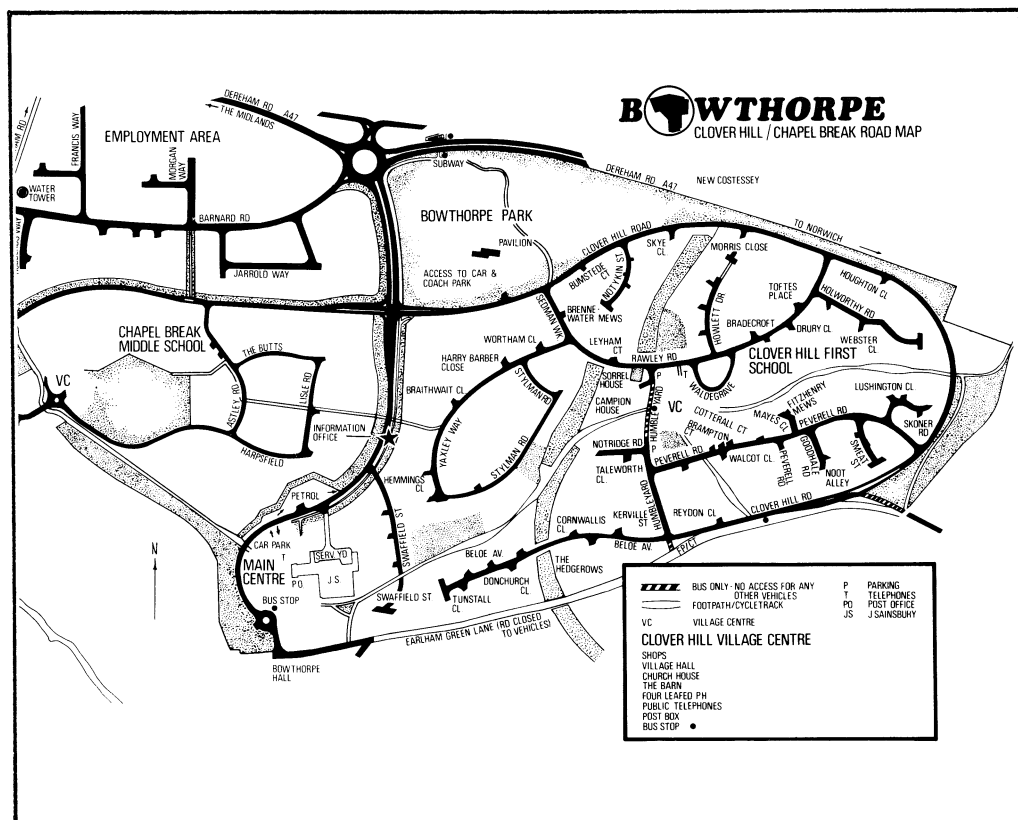 BOWTHORPE
CLOVER HILL / CHAPEL BREAK ROAD MAP
DEREHAM RD A47
← THE MIDLANDS
EMPLOYMENT AREA
FRANCIS WAY
MORGAN WAY
WATER
TOWER
BARNARD RD
JARROLD WAY
SUBWAY
DEREHAM RD A47
NEW COSTESSEY
TO NORWICH
BOWTHORPE PARK
PAVILION
ACCESS TO CAR &
COACH PARK
CLOVER HILL ROAD
BUMSTEDE
CT
NOTYKIN ST
SKYE
CL
MORRIS CLOSE
HOWLETT DR
TOFTES
PLACE
HOUGHTON CL
HOLWORTHY RD
BRADECROFT
DRURY CL
WEBSTER
CL
SEDMAN WK
BRENNE-
WATER MEWS
LEYHAM
CT
RAWLEY RD
CLOVER HILL FIRST
SCHOOL
CHAPEL BREAK
MIDDLE SCHOOL
THE BUTTS
LISLE RD
ASTLEY RD
HARPSFIELD
VC
INFORMATION
OFFICE
WORTHAM CL
HARRY BARBER
CLOSE
BRAITHWAIT CL
STYLMAN RD
YAXLEY WAY
STYLMAN RD
HEMMINGS
CL
SORREL
HOUSE
P
T
WALDEGRAVE
CAMPION
HOUSE
VC
HUMBLEYARD
P
COTTERALL CT
BRAMPTON
CT
MAYES CL
FITZHENRY
MEWS
LUSHINGTON CL
PEVERELL RD
SKONER
RD
NOTRIDGE RD
PEVERELL RD
TALEWORTH
CL
WALCOT CL
PEVERELL
RD
GOODHALE
RD
SMEAT
ST
NOOT
ALLEY
HUMBLEYARD
REYDON CL
CLOVER HILL RD
KERVILLE
ST
CORNWALLIS
CL
BELOE AV.
BELOE AV.
THE
HEDGEROWS
P/CT
DONCHURCH
CL
TUNSTALL
CL
PETROL
SWAFFIELD ST
CAR PARK
T
SERV YD
MAIN
CENTRE
PO
J.S.
BUS STOP
SWAFFIELD ST
EARLHAM GREEN LANE (RD CLOSED
TO VEHICLES)
BOWTHORPE
HALL
N
BUS ONLY - NO ACCESS FOR ANY
OTHER VEHICLES
FOOTPATH/CYCLETRACK
VC VILLAGE CENTRE
P PARKING
T TELEPHONES
PO POST OFFICE
JS J SAINSBURY
CLOVER HILL VILLAGE CENTRE
SHOPS
VILLAGE HALL
CHURCH HOUSE
THE BARN
FOUR LEAFED PH
PUBLIC TELEPHONES
POST BOX
BUS STOP ●